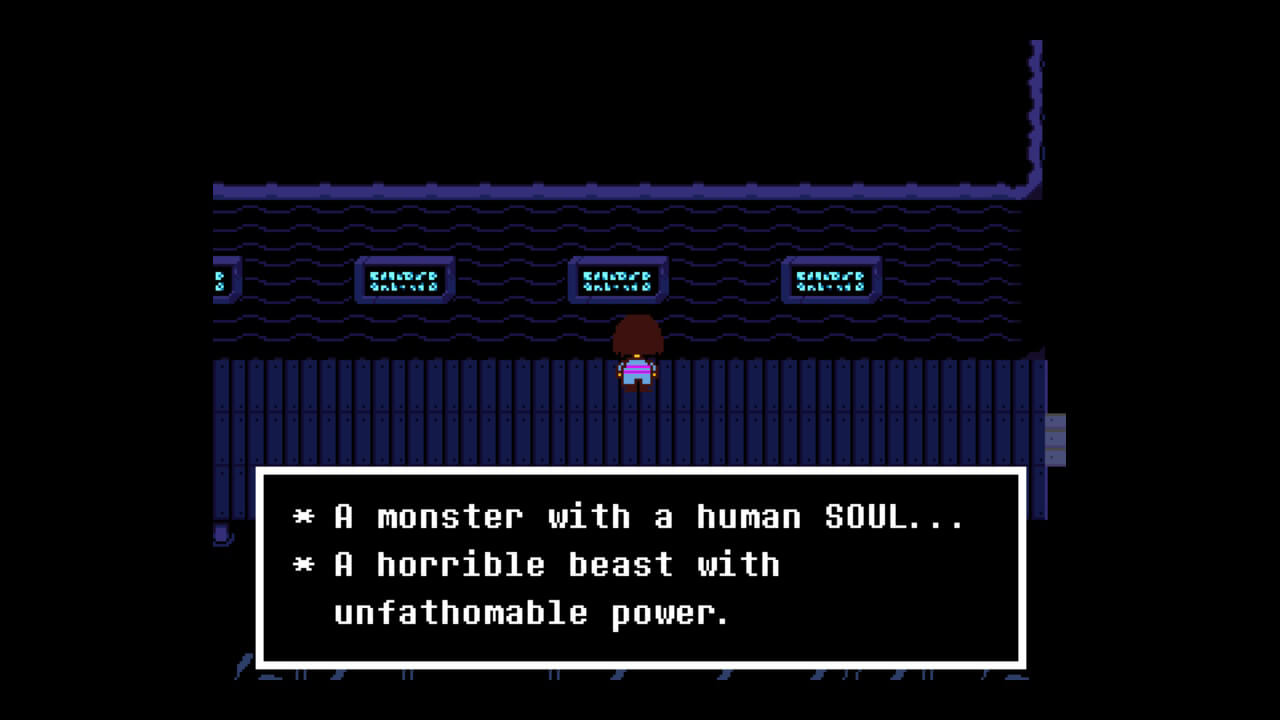 * A monster with a human SOUL...
* A horrible beast with
unfathomable power.